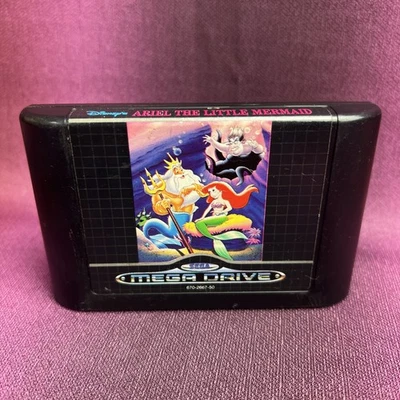 Disney's ARIEL THE LITTLE MERMAID
SEGA
MEGA DRIVE
670-2667-50